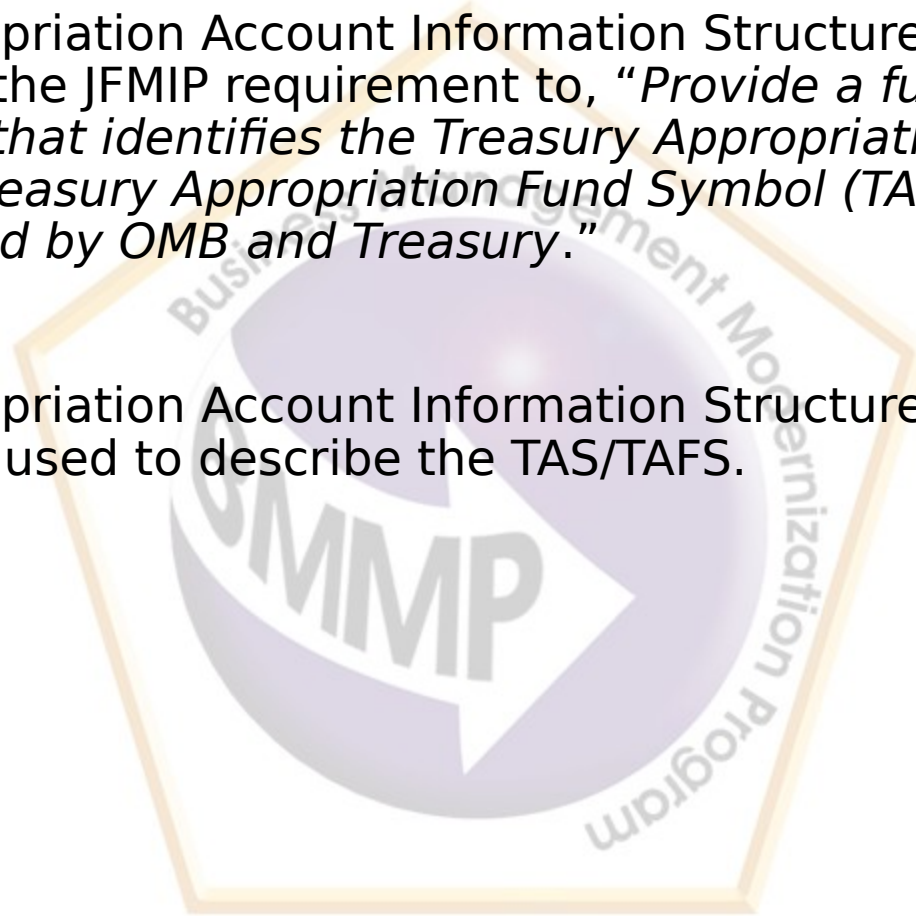 priation Account Information Structure
the JFMIP requirement to, “Provide a fu
that identifies the Treasury Appropriati
easury Appropriation Fund Symbol (TA
d by OMB and Treasury.”
priation Account Information Structure
used to describe the TAS/TAFS.
Business Management Modernization Program
BMMP